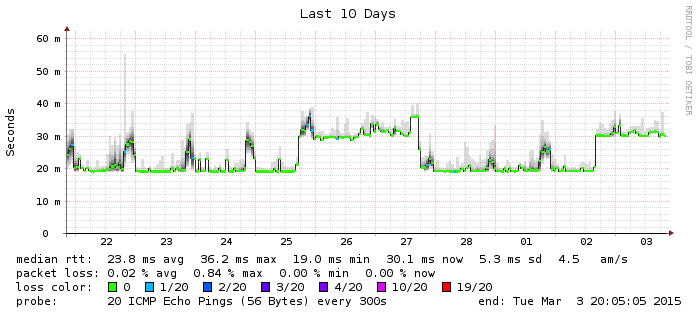 Last 10 Days
RRDTOOL / TOBI OETIKER
Seconds
60 m
50 m
40 m
30 m
20 m
10 m
0
22 23 24 25 26 27 28 01 02 03
median rtt: 23.8 ms avg 36.2 ms max 19.0 ms min 30.1 ms now 5.3 ms sd 4.5 am/s
packet loss: 0.02 % avg 0.84 % max 0.00 % min 0.00 % now
loss color: 0 1/20 2/20 3/20 4/20 10/20 19/20
probe: 20 ICMP Echo Pings (56 Bytes) every 300s end: Tue Mar 3 20:05:05 2015